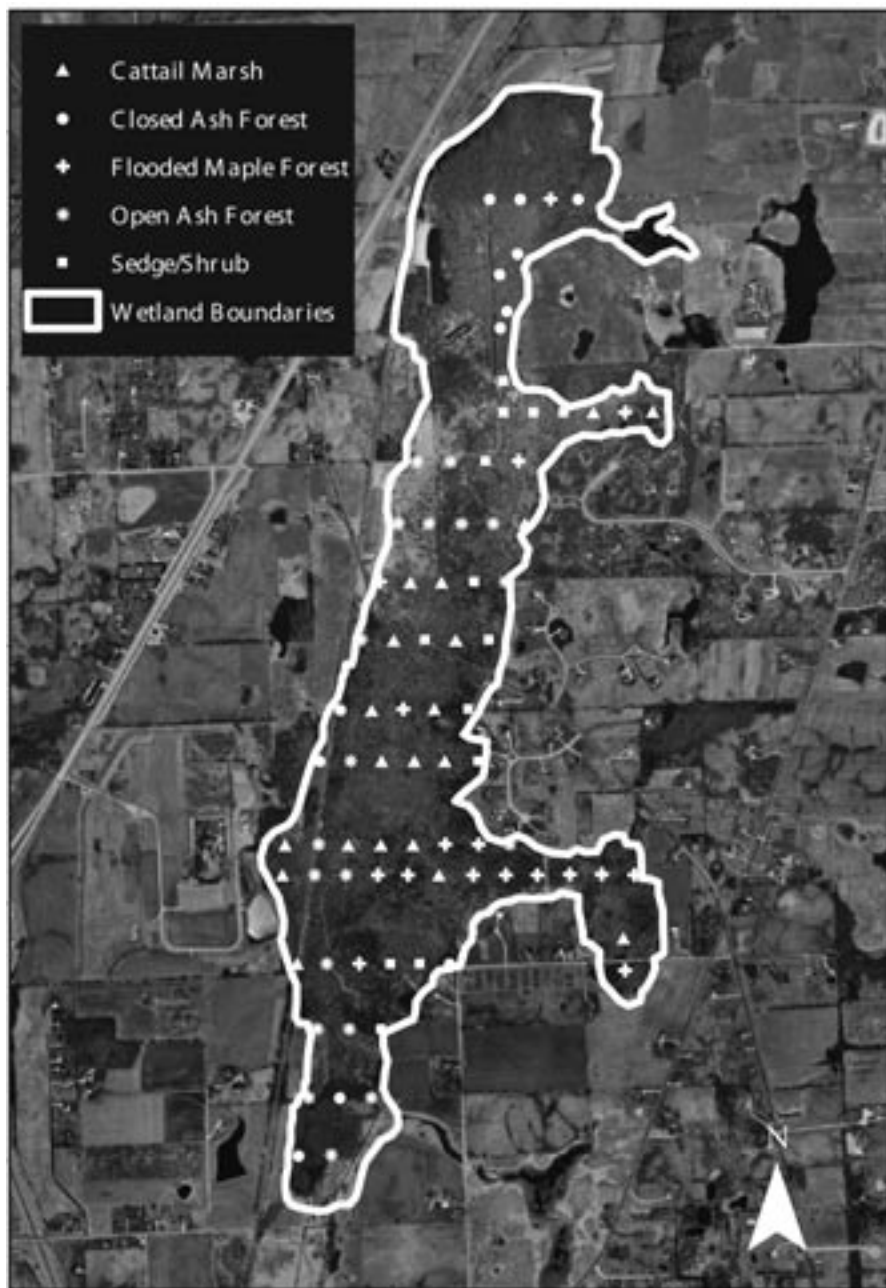 Cattail Marsh
Closed Ash Forest
Flooded Maple Forest
Open Ash Forest
Sedge/Shrub
Wetland Boundaries
N